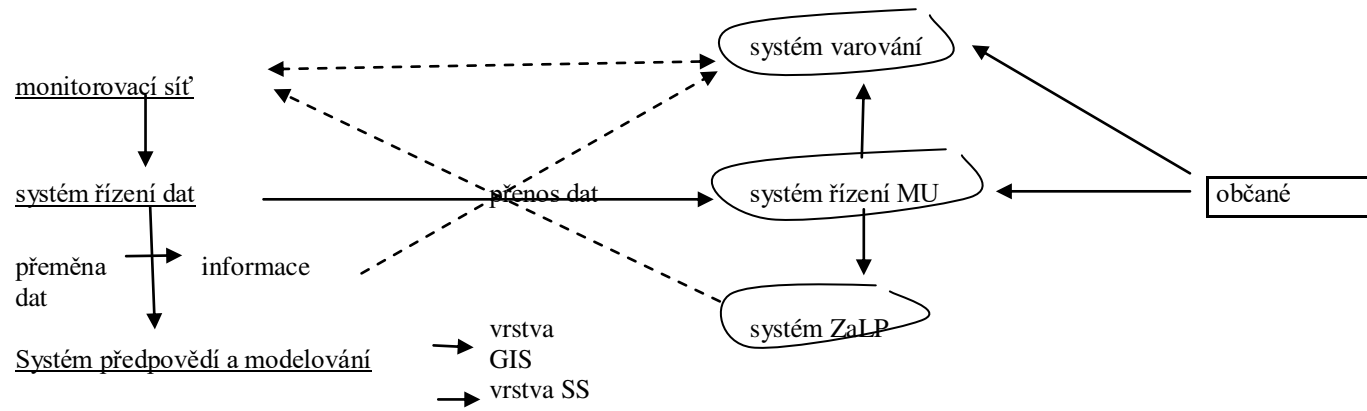 systém varování
monitorovací síť
systém řízení dat
přenos dat
systém řízení MU
občané
přeměna
dat
informace
systém ZaLP
Systém předpovědí a modelování
vrstva
GIS
vrstva SS